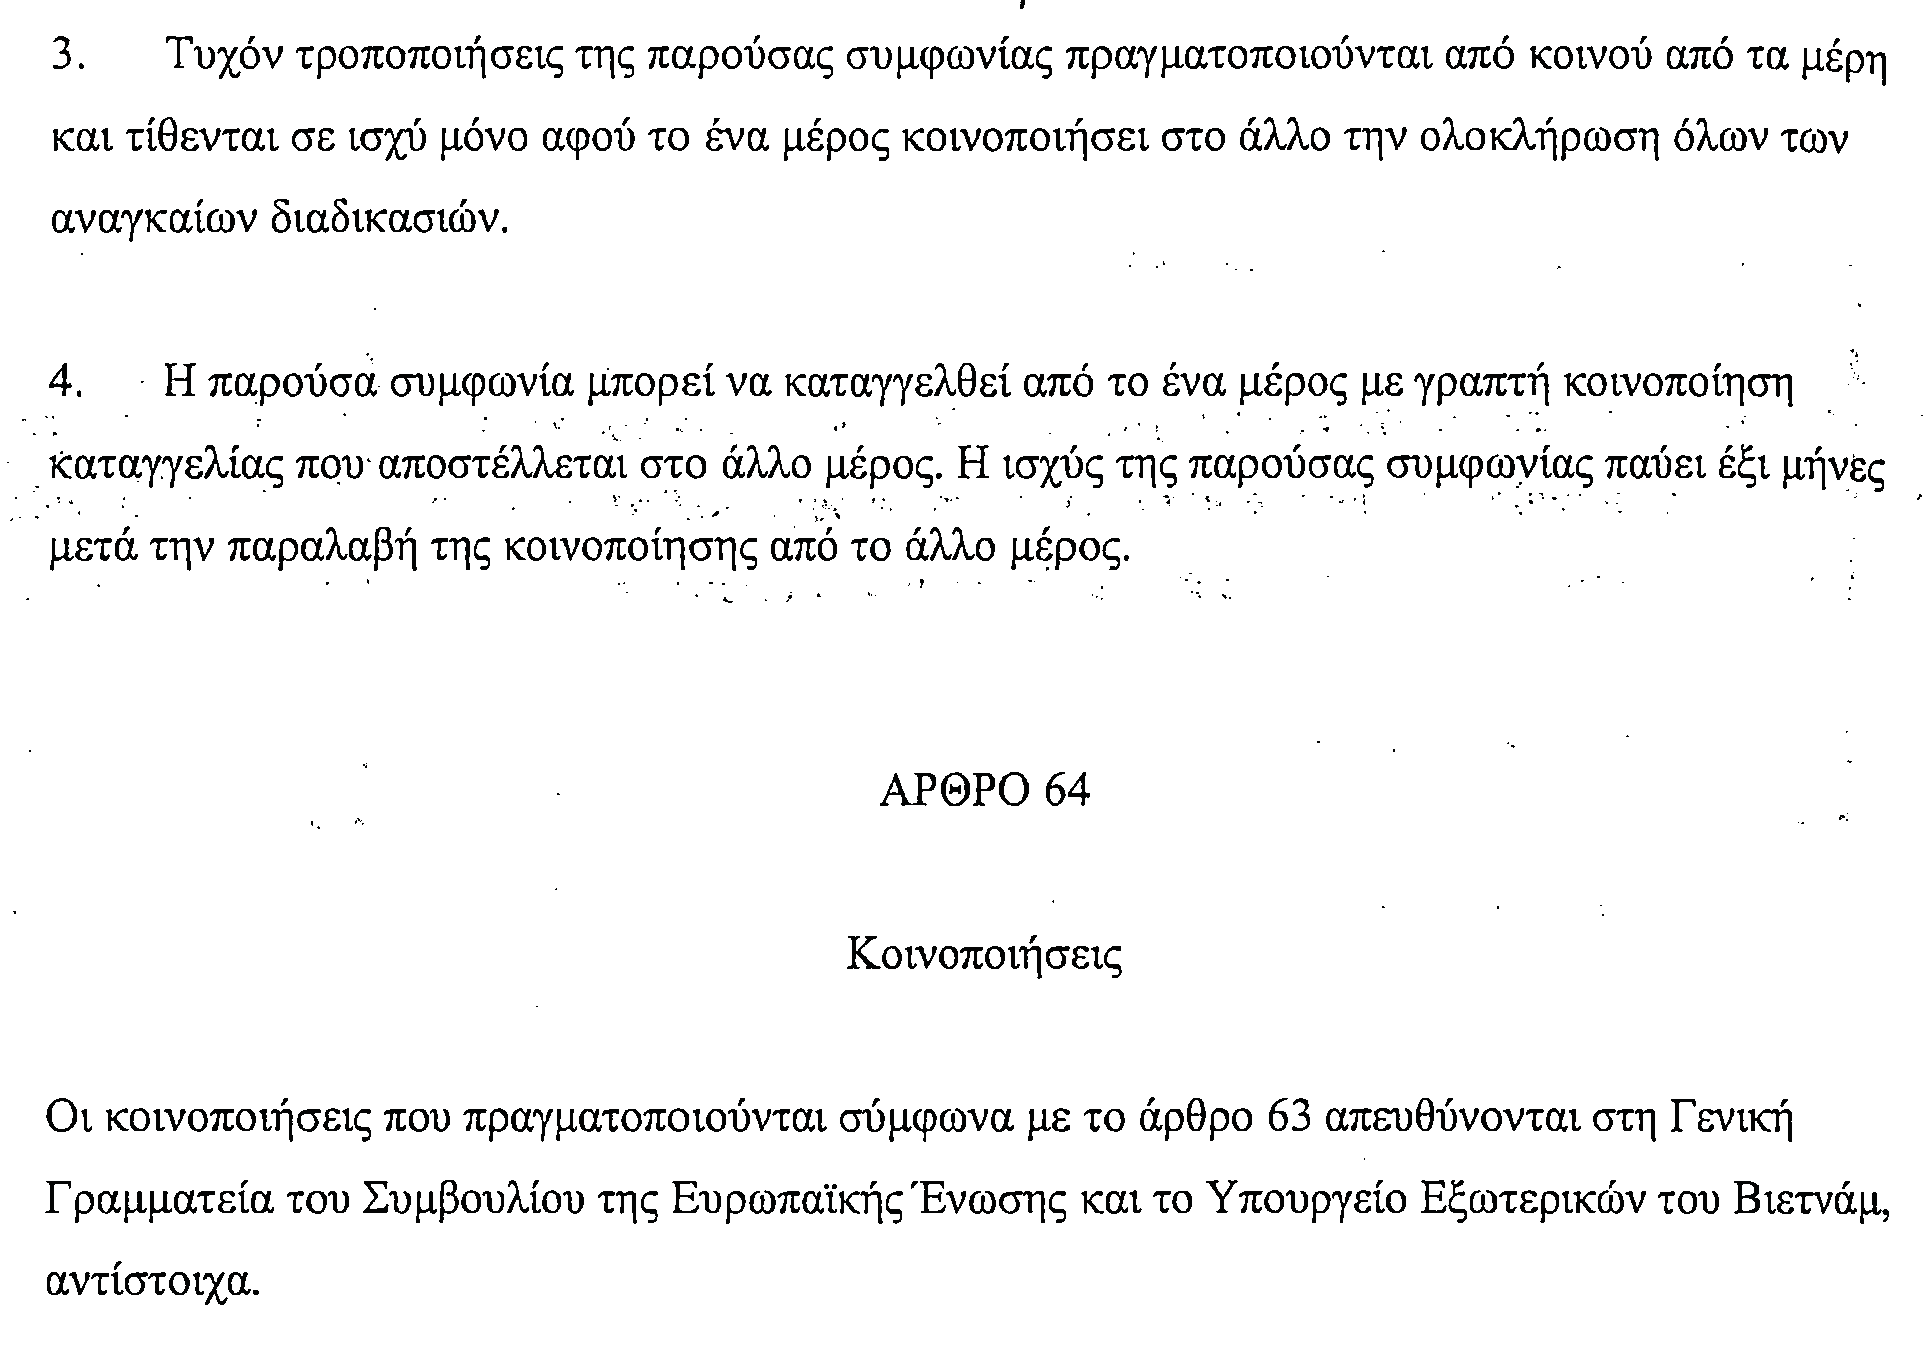 3. Τυχόν τροποποιήσεις της παρούσας συμφωνίας πραγματοποιούνται από κοινού από τα μέρη
και τίθενται σε ισχύ μόνο αφού το ένα μέρος κοινοποιήσει στο άλλο την ολοκλήρωση όλων των
αναγκαίων διαδικασιών.
4. Η παρούσα συμφωνία μπορεί να καταγγελθεί από το ένα μέρος με γραπτή κοινοποίηση
καταγγελίας που αποστέλλεται στο άλλο μέρος. Η ισχύς της παρούσας συμφωνίας παύει έξι μήνες
μετά την παραλαβή της κοινοποίησης από το άλλο μέρος.
ΑΡΘΡΟ 64
Κοινοποιήσεις
Οι κοινοποιήσεις που πραγματοποιούνται σύμφωνα με το άρθρο 63 απευθύνονται στη Γενική
Γραμματεία του Συμβουλίου της Ευρωπαϊκής Ένωσης και το Υπουργείο Εξωτερικών του Βιετνάμ,
αντίστοιχα.